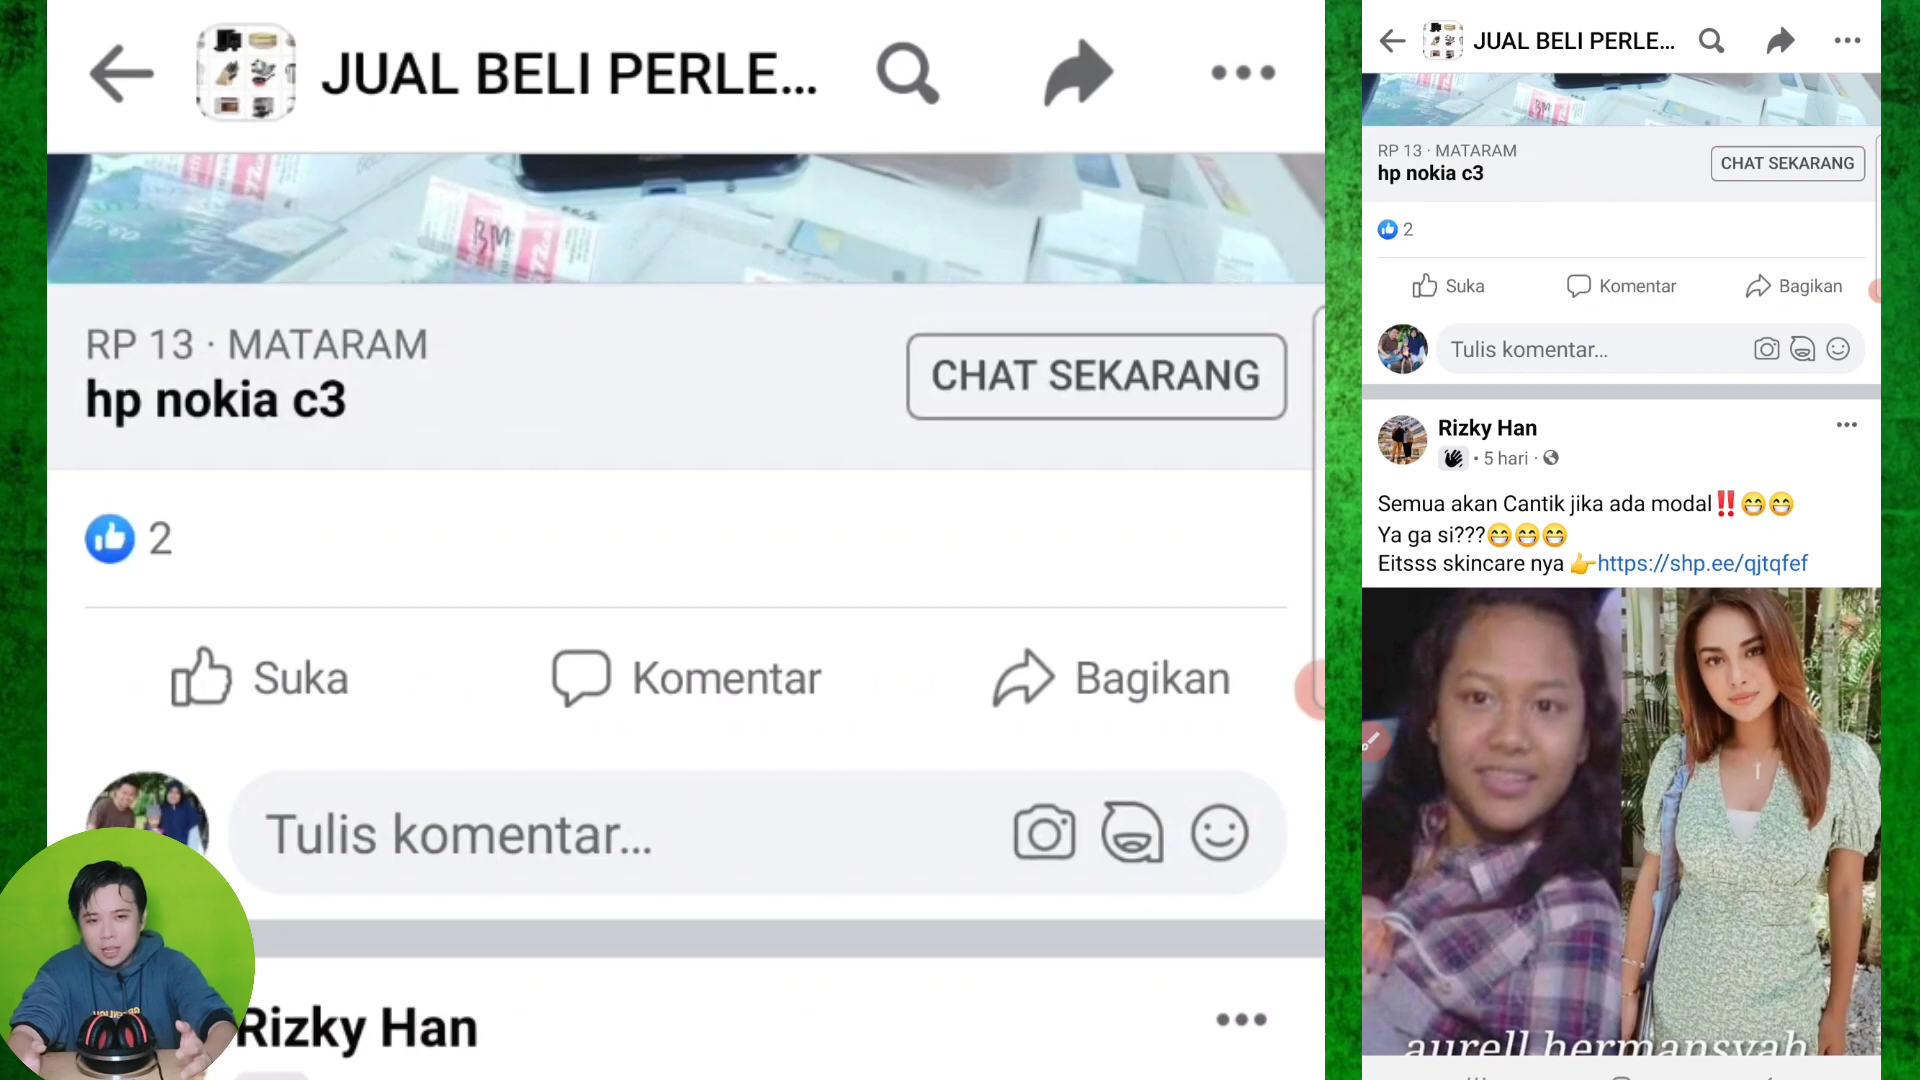 JUAL BELI PERLE...
BM
RP 13 · MATARAM
hp nokia c3
CHAT SEKARANG
2
Suka
Komentar
Bagikan
Tulis komentar...
Rizky Han
JUAL BELI PERLE...
BM
RP 13 · MATARAM
hp nokia c3
CHAT SEKARANG
2
Suka
Komentar
Bagikan
Tulis komentar...
Rizky Han
• 5 hari ·
Semua akan Cantik jika ada modal‼️😁😁
Ya ga si???😁😁😁
Eitsss skincare nya 👉https://shp.ee/qjtqfef
aurell hermansyah